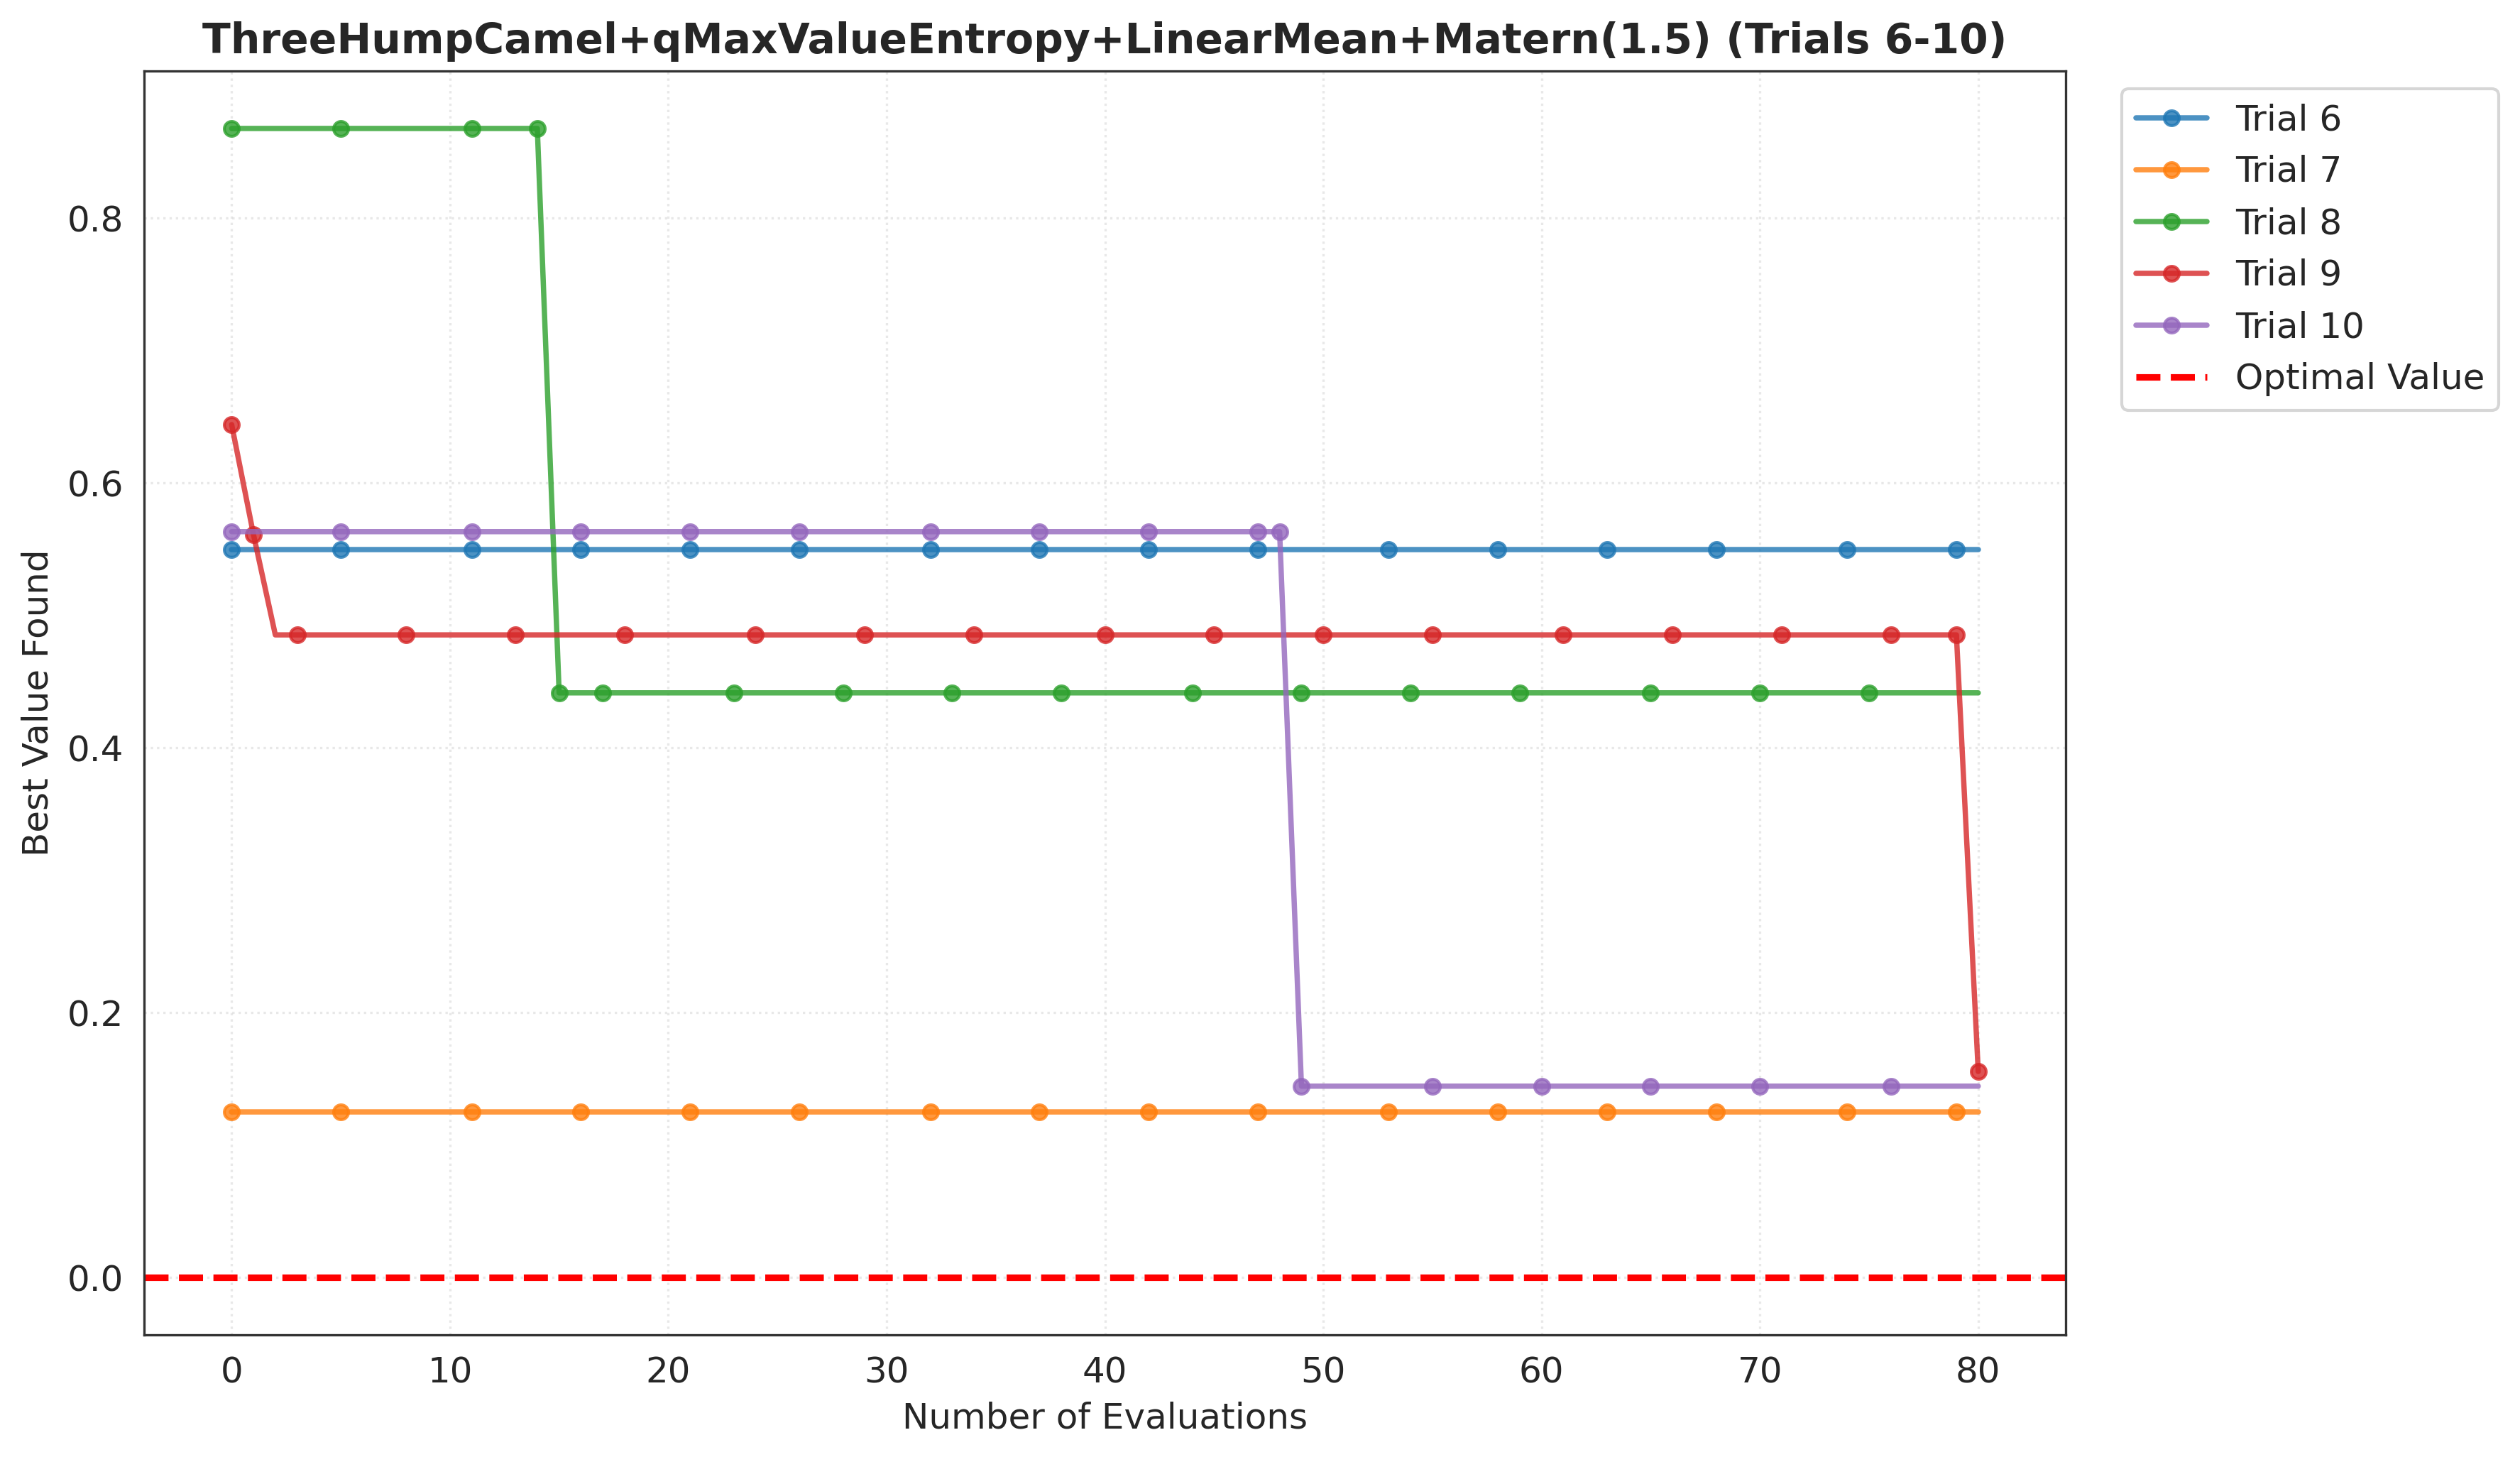 ThreeHumpCamel+qMaxValueEntropy+LinearMean+Matern(1.5) (Trials 6-10)
Trial 6
Trial 7
Trial 8
Trial 9
Trial 10
Optimal Value
Best Value Found
0.8
0.6
0.4
0.2
0.0
0 10 20 30 40 50 60 70 80
Number of Evaluations